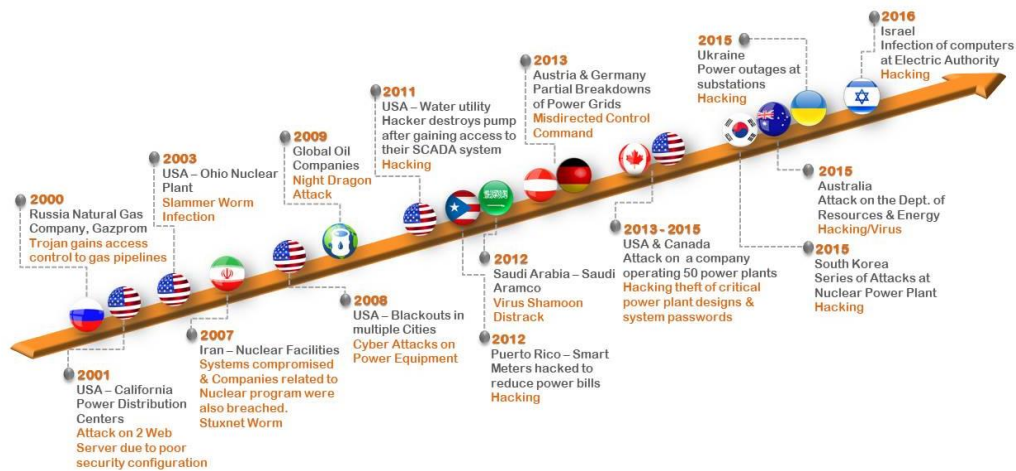 2000
Russia Natural Gas
Company, Gazprom
Trojan gains access
control to gas pipelines
2001
USA – California
Power Distribution
Centers
Attack on 2 Web
Server due to poor
security configuration
2003
USA – Ohio Nuclear
Plant
Slammer Worm
Infection
2007
Iran – Nuclear Facilities
Systems compromised
& Companies related to
Nuclear program were
also breached.
Stuxnet Worm
2009
Global Oil
Companies
Night Dragon
Attack
2008
USA – Blackouts in
multiple Cities
Cyber Attacks on
Power Equipment
2011
USA – Water utility
Hacker destroys pump
after gaining access to
their SCADA system
Hacking
2012
Saudi Arabia – Saudi
Aramco
Virus Shamoon
Distrack
2012
Puerto Rico – Smart
Meters hacked to
reduce power bills
Hacking
2013
Austria & Germany
Partial Breakdowns
of Power Grids
Misdirected Control
Command
2013 - 2015
USA & Canada
Attack on a company
operating 50 power plants
Hacking theft of critical
power plant designs &
system passwords
2015
Ukraine
Power outages at
substations
Hacking
2015
Australia
Attack on the Dept. of
Resources & Energy
Hacking/Virus
2015
South Korea
Series of Attacks at
Nuclear Power Plant
Hacking
2016
Israel
Infection of computers
at Electric Authority
Hacking